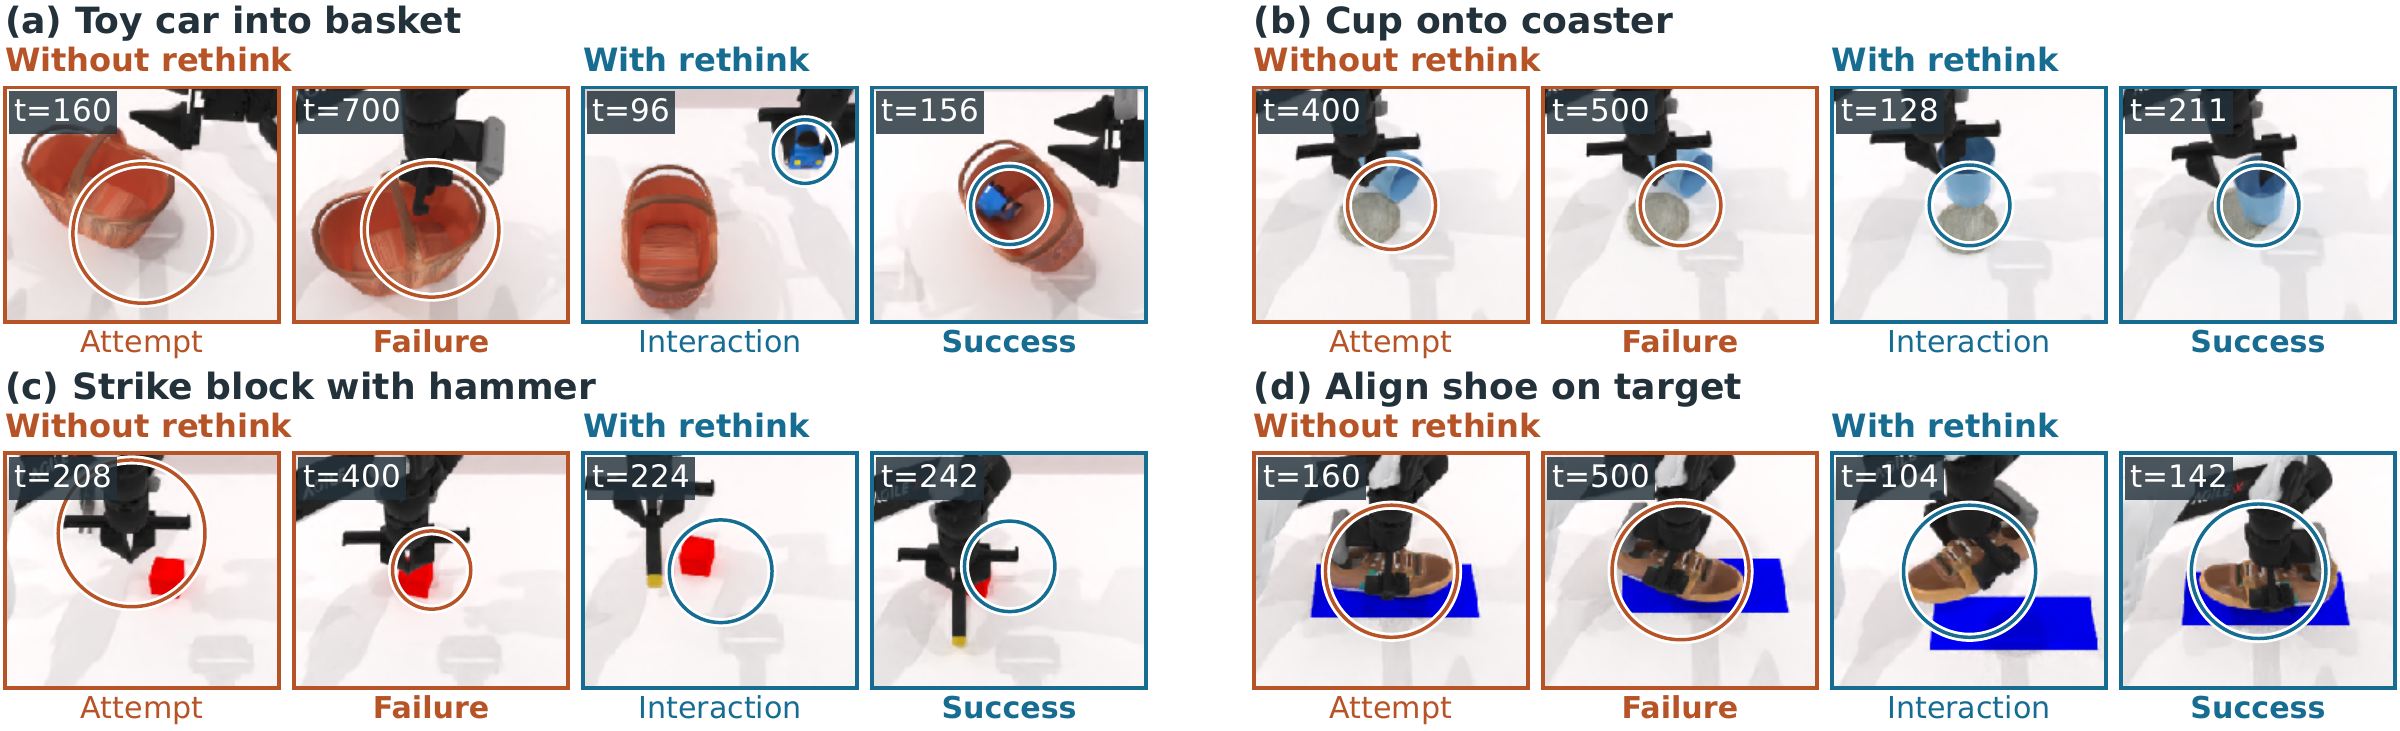 (a) Toy car into basket
Without rethink
With rethink
t=160
t=700
t=96
t=156
Attempt
Failure
Interaction
Success
(b) Cup onto coaster
Without rethink
With rethink
t=400
t=500
t=128
t=211
Attempt
Failure
Interaction
Success
(c) Strike block with hammer
Without rethink
With rethink
t=208
t=400
t=224
t=242
Attempt
Failure
Interaction
Success
(d) Align shoe on target
Without rethink
With rethink
t=160
t=500
t=104
t=142
Attempt
Failure
Interaction
Success